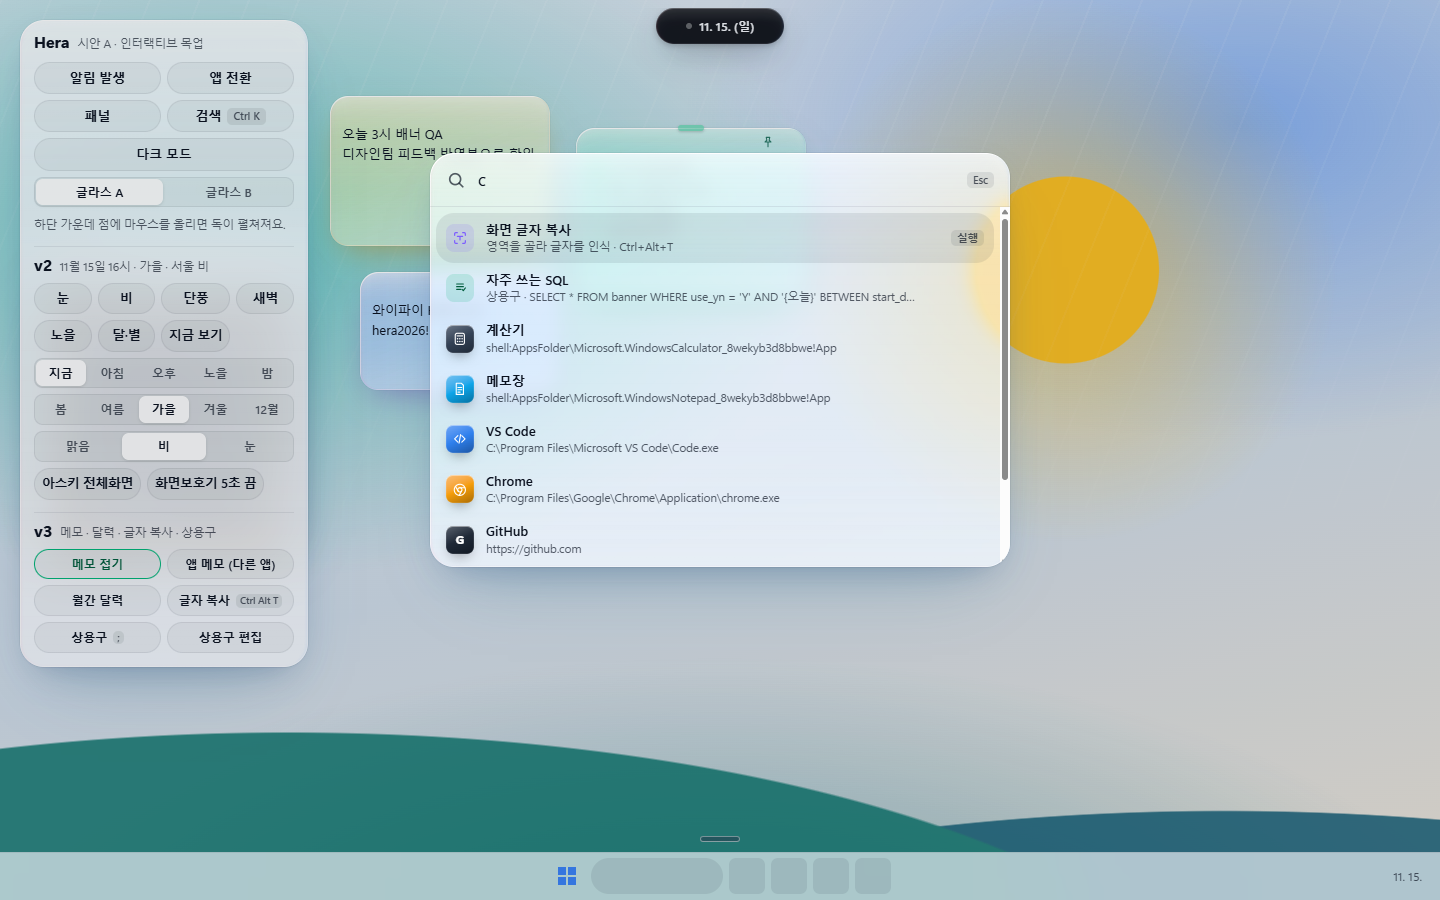 11. 15. (일)
Hera 시안 A · 인터랙티브 목업
알림 발생
앱 전환
패널
검색 Ctrl K
다크 모드
글라스 A
글라스 B
하단 가운데 점에 마우스를 올리면 독이 펼쳐져요.
v2 11월 15일 16시 · 가을 · 서울 비
눈
비
단풍
새벽
노을
달·별
지금 보기
지금
아침
오후
노을
밤
봄
여름
가을
겨울
12월
맑음
비
눈
아스키 전체화면
화면보호기 5초 끔
v3 메모 · 달력 · 글자 복사 · 상용구
메모 접기
앱 메모 (다른 앱)
월간 달력
글자 복사 Ctrl Alt T
상용구 ;
상용구 편집
오늘 3시 배너 QA
디자인팀 피드백
와이파이
hera2026!
C
Esc
화면 글자 복사
영역을 골라 글자를 인식 · Ctrl+Alt+T
실행
자주 쓰는 SQL
상용구 · SELECT * FROM banner WHERE use_yn = 'Y' AND '{오늘}' BETWEEN start_d...
계산기
shell:AppsFolder\Microsoft.WindowsCalculator_8wekyb3d8bbwe!App
메모장
shell:AppsFolder\Microsoft.WindowsNotepad_8wekyb3d8bbwe!App
VS Code
C:\Program Files\Microsoft VS Code\Code.exe
Chrome
C:\Program Files\Google\Chrome\Application\chrome.exe
G
GitHub
https://github.com
11. 15.